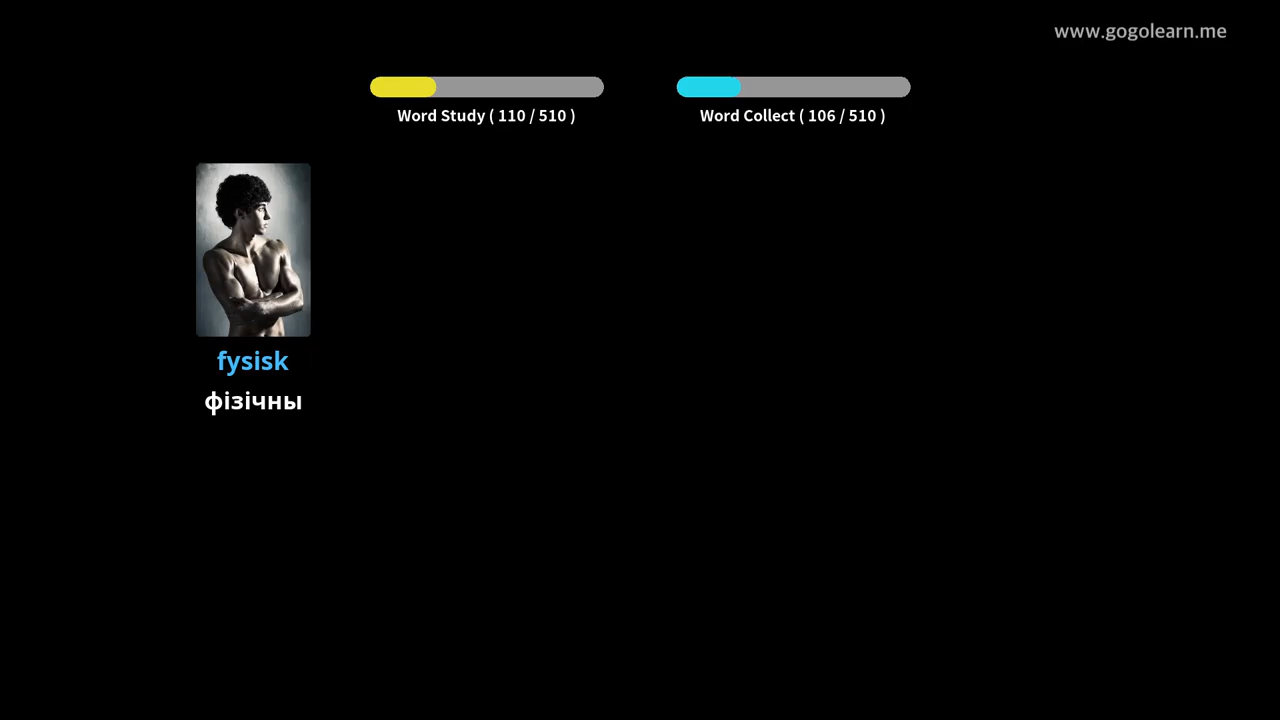 www.gogolearn.me
Word Study ( 110 / 510 )
Word Collect ( 106 / 510 )
fysisk
фізічны